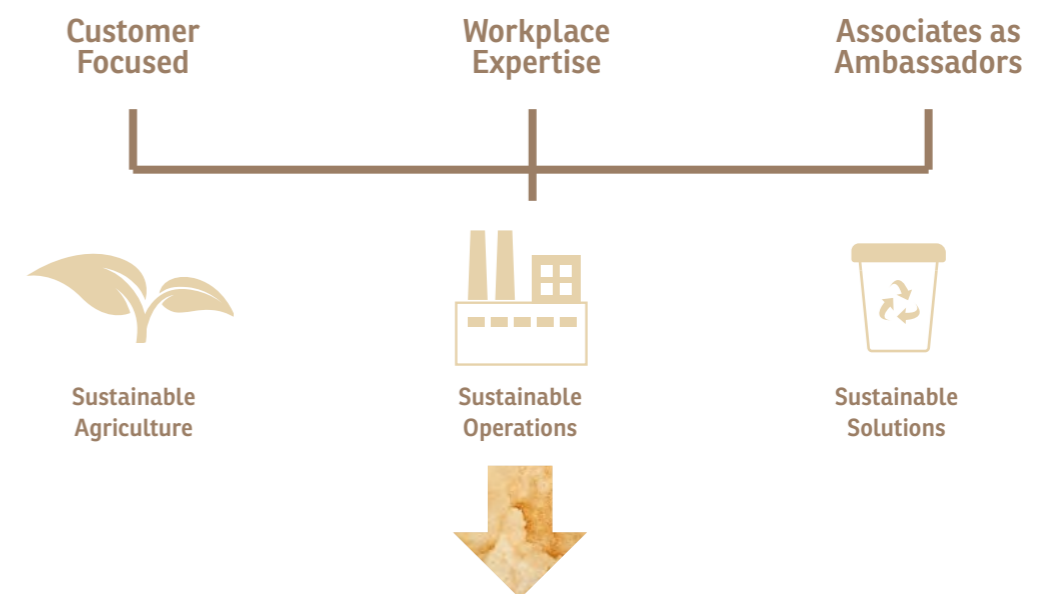 Customer
Focused
Workplace
Expertise
Associates as
Ambassadors
Sustainable
Agriculture
Sustainable
Operations
Sustainable
Solutions